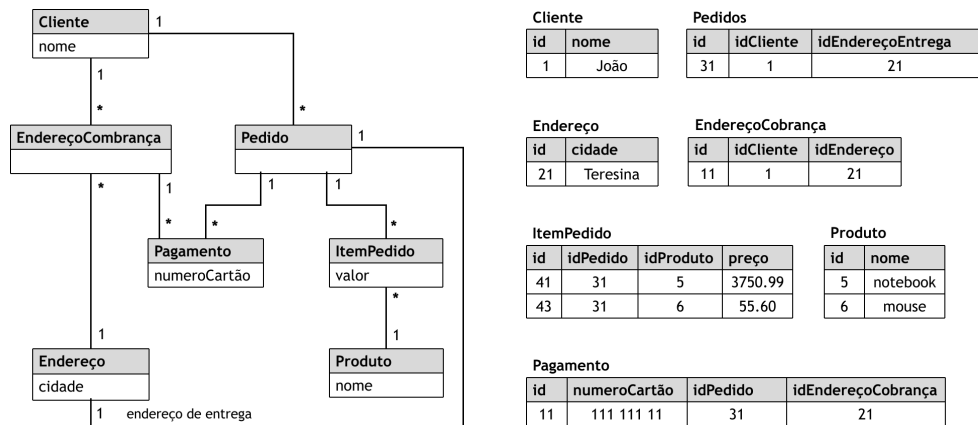 Cliente
nome
1
1
*
*
EndereçoCombrança
Pedido
1
*
1
*
1
1
*
*
Pagamento
numeroCartão
ItemPedido
valor
*
1
1
Endereço
cidade
Produto
nome
1 endereço de entrega
Cliente
id nome
1 João
Pedidos
id idCliente idEndereçoEntrega
31 1 21
Endereço
id cidade
21 Teresina
EndereçoCobrança
id idCliente idEndereço
11 1 21
ItemPedido
id idPedido idProduto preço
41 31 5 3750.99
43 31 6 55.60
Produto
id nome
5 notebook
6 mouse
Pagamento
id numeroCartão idPedido idEndereçoCobrança
11 111 111 11 31 21